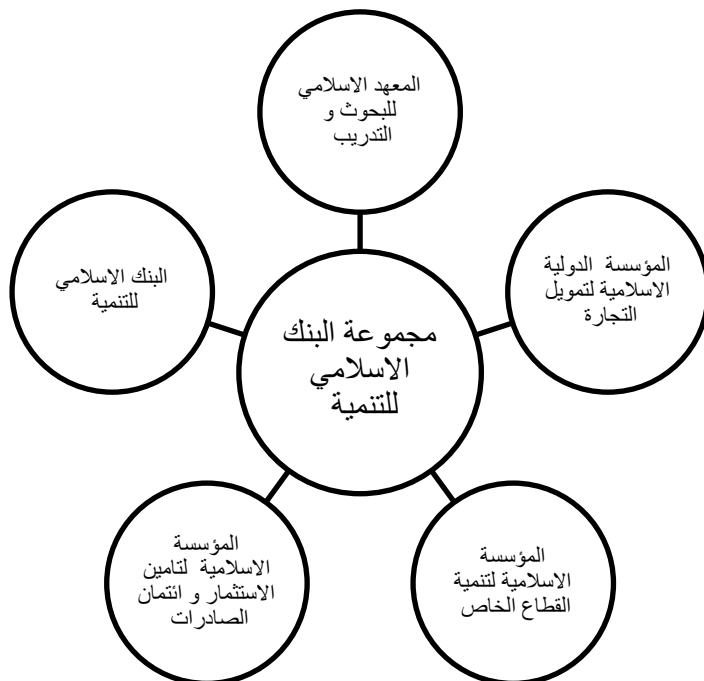 المعهد الاسلامي
للبحوث و
التدريب
المؤسسة الدولية
الاسلامية لتمويل
التجارة
البنك الاسلامي
للتنمية
مجموعة البنك
الاسلامي
للتنمية
المؤسسة
الاسلامية لتنمية
القطاع الخاص
المؤسسة
الاسلامية لتامين
الاستثمار و ائتمان
الصادرات